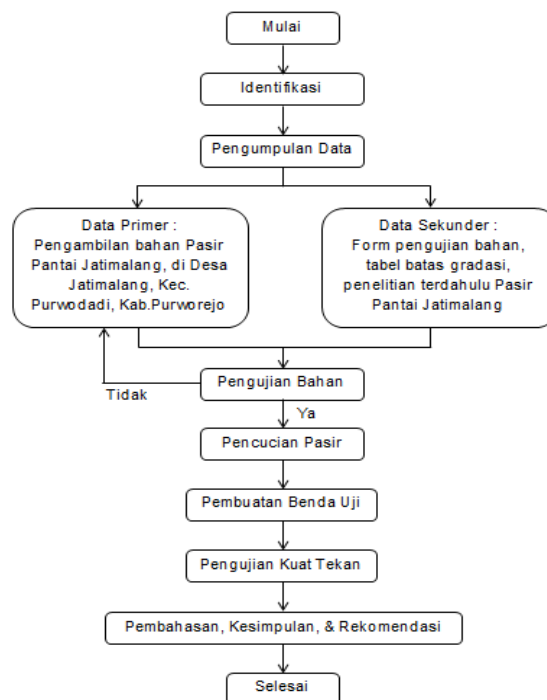 Mulai
Identifikasi
Pengumpulan Data
Data Primer :
Pengambilan bahan Pasir
Pantai Jatimalang, di Desa
Jatimalang, Kec.
Purwodadi, Kab.Purworejo
Data Sekunder :
Form pengujian bahan,
tabel batas gradasi,
penelitian terdahulu Pasir
Pantai Jatimalang
Pengujian Bahan
Tidak
Ya
Pencucian Pasir
Pembuatan Benda Uji
Pengujian Kuat Tekan
Pembahasan, Kesimpulan, & Rekomendasi
Selesai